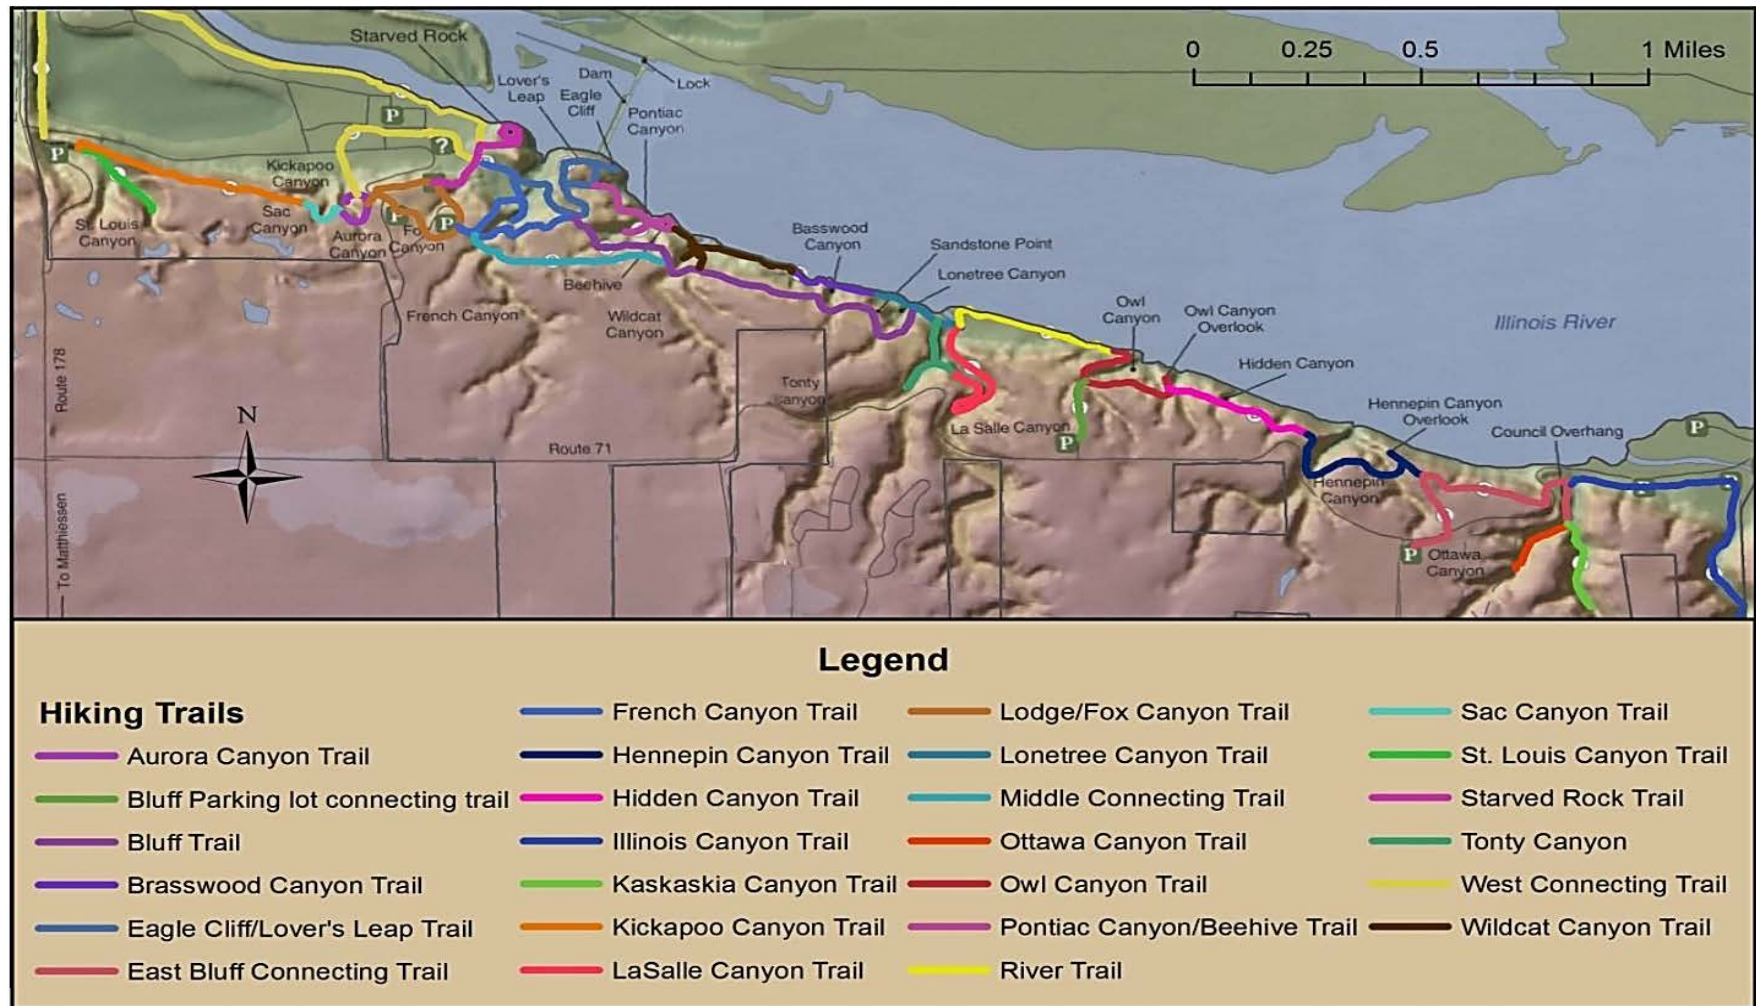 Starved Rock
0 0.25 0.5 1 Miles
Lover's
Leap
Dam
Lock
Eagle
Cliff
Pontiac
Canyon
P
?
P
Kickapoo
Canyon
St. Louis
Canyon
Sac
Canyon
Aurora
Canyon
P
P
Fo
Canyon
Basswood
Canyon
Sandstone Point
Lonetree Canyon
Beehive
French Canyon
Wildcat
Canyon
Owl
Canyon
Owl Canyon
Overlook
Illinois River
Hidden Canyon
Route 178
Tonty
Canyon
La Salle Canyon
P
Hennepin Canyon
Overlook
Council Overhang
P
N
Route 71
Hennepin
Canyon
To Matthiessen
P
Ottawa
Canyon
Legend
Hiking Trails
Aurora Canyon Trail
Bluff Parking lot connecting trail
Bluff Trail
Brasswood Canyon Trail
Eagle Cliff/Lover's Leap Trail
East Bluff Connecting Trail
French Canyon Trail
Hennepin Canyon Trail
Hidden Canyon Trail
Illinois Canyon Trail
Kaskaskia Canyon Trail
Kickapoo Canyon Trail
LaSalle Canyon Trail
Lodge/Fox Canyon Trail
Lonetree Canyon Trail
Middle Connecting Trail
Ottawa Canyon Trail
Owl Canyon Trail
Pontiac Canyon/Beehive Trail
River Trail
Sac Canyon Trail
St. Louis Canyon Trail
Starved Rock Trail
Tonty Canyon
West Connecting Trail
Wildcat Canyon Trail